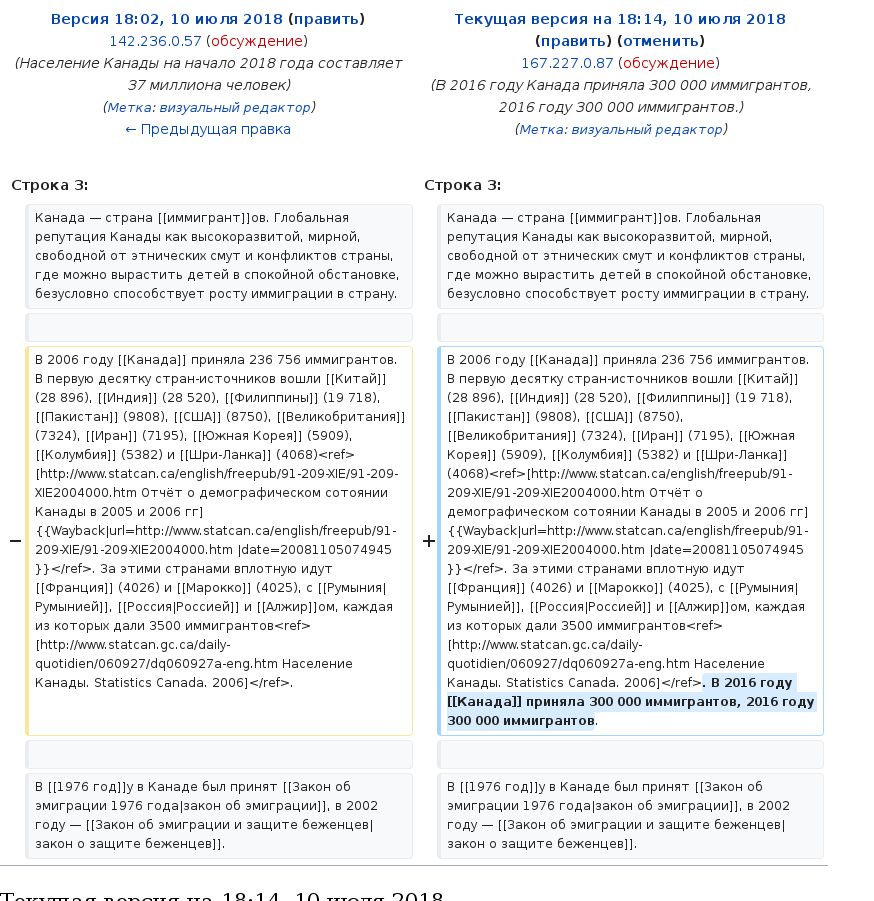 Версия 18:02, 10 июля 2018 (править)
142.236.0.57 (обсуждение)
(Население Канады на начало 2018 года составляет
37 миллиона человек)
(Метка: визуальный редактор)
← Предыдущая правка
Текущая версия на 18:14, 10 июля 2018
(править) (отменить)
167.227.0.87 (обсуждение)
(В 2016 году Канада приняла 300 000 иммигрантов,
2016 году 300 000 иммигрантов.)
(Метка: визуальный редактор)
Строка 3:
Строка 3:
Канада — страна [[иммигрант]]ов. Глобальная
репутация Канады как высокоразвитой, мирной,
свободной от этнических смут и конфликтов страны,
где можно вырастить детей в спокойной обстановке,
безусловно способствует росту иммиграции в страну.
Канада — страна [[иммигрант]]ов. Глобальная
репутация Канады как высокоразвитой, мирной,
свободной от этнических смут и конфликтов страны,
где можно вырастить детей в спокойной обстановке,
безусловно способствует росту иммиграции в страну.
−
В 2006 году [[Канада]] приняла 236 756 иммигрантов.
В первую десятку стран-источников вошли [[Китай]]
(28 896), [[Индия]] (28 520), [[Филиппины]] (19 718),
[[Пакистан]] (9808), [[США]] (8750), [[Великобритания]]
(7324), [[Иран]] (7195), [[Южная Корея]] (5909),
[[Колумбия]] (5382) и [[Шри-Ланка]] (4068)<ref>
[http://www.statcan.ca/english/freepub/91-209-XIE/91-209-
XIE2004000.htm Отчёт о демографическом сотоянии
Канады в 2005 и 2006 гг]
{{Wayback|url=http://www.statcan.ca/english/freepub/91-
209-XIE/91-209-XIE2004000.htm |date=20081105074945
}}</ref>. За этими странами вплотную идут
[[Франция]] (4026) и [[Марокко]] (4025), с [[Румыния|
Румынией]], [[Россия|Россией]] и [[Алжир]]ом, каждая
из которых дали 3500 иммигрантов<ref>
[http://www.statcan.gc.ca/daily-
quotidien/060927/dq060927a-eng.htm Население
Канады. Statistics Canada. 2006]</ref>.
+
В 2006 году [[Канада]] приняла 236 756 иммигрантов.
В первую десятку стран-источников вошли [[Китай]]
(28 896), [[Индия]] (28 520), [[Филиппины]] (19 718),
[[Пакистан]] (9808), [[США]] (8750),
[[Великобритания]] (7324), [[Иран]] (7195), [[Южная
Корея]] (5909), [[Колумбия]] (5382) и [[Шри-Ланка]]
(4068)<ref>[http://www.statcan.ca/english/freepub/91-
209-XIE/91-209-XIE2004000.htm Отчёт о
демографическом сотоянии Канады в 2005 и 2006 гг]
{{Wayback|url=http://www.statcan.ca/english/freepub/91-
209-XIE/91-209-XIE2004000.htm |date=20081105074945
}}</ref>. За этими странами вплотную идут
[[Франция]] (4026) и [[Марокко]] (4025), с [[Румыния|
Румынией]], [[Россия|Россией]] и [[Алжир]]ом, каждая
из которых дали 3500 иммигрантов<ref>
[http://www.statcan.gc.ca/daily-
quotidien/060927/dq060927a-eng.htm Население
Канады. Statistics Canada. 2006]</ref>. В 2016 году
[[Канада]] приняла 300 000 иммигрантов, 2016 году
300 000 иммигрантов.
В [[1976 год]]у в Канаде был принят [[Закон об
эмиграции 1976 года|закон об эмиграции]], в 2002
году — [[Закон об эмиграции и защите беженцев|
закон о защите беженцев]].
В [[1976 год]]у в Канаде был принят [[Закон об
эмиграции 1976 года|закон об эмиграции]], в 2002
году — [[Закон об эмиграции и защите беженцев|
закон о защите беженцев]].
Текущая версия на 18:14, 10 июля 2018